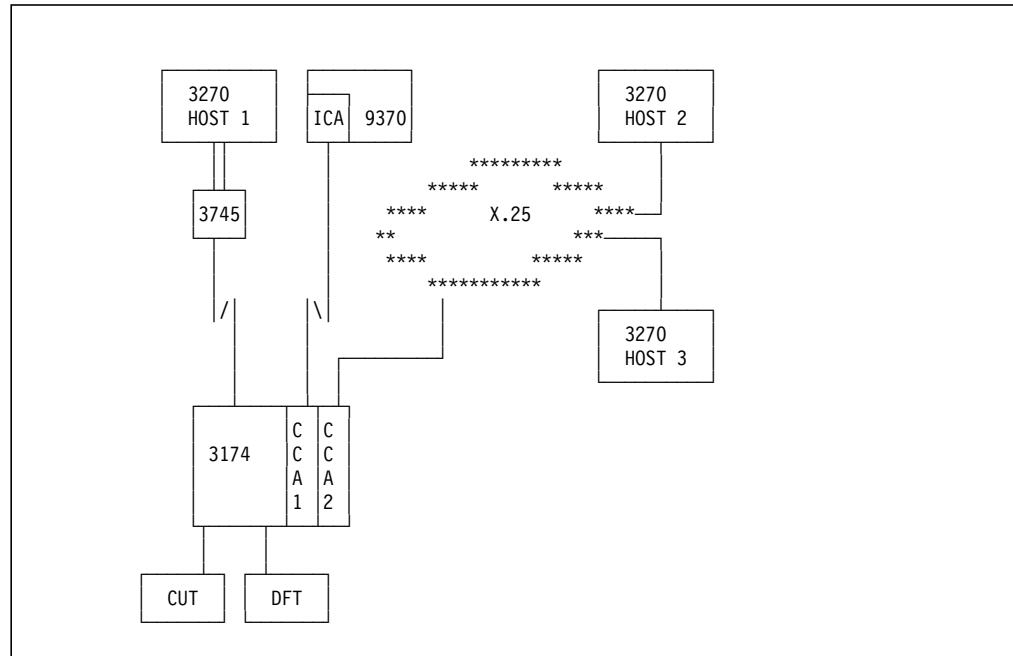 3270 3270
HOST 1 ICA 9370 HOST 2
*********
***** *****
3745 **** X.25 ****
** ***
**** *****
***********
/ \
3270
HOST 3
C C
3174 C C
A A
1 2
CUT DFT